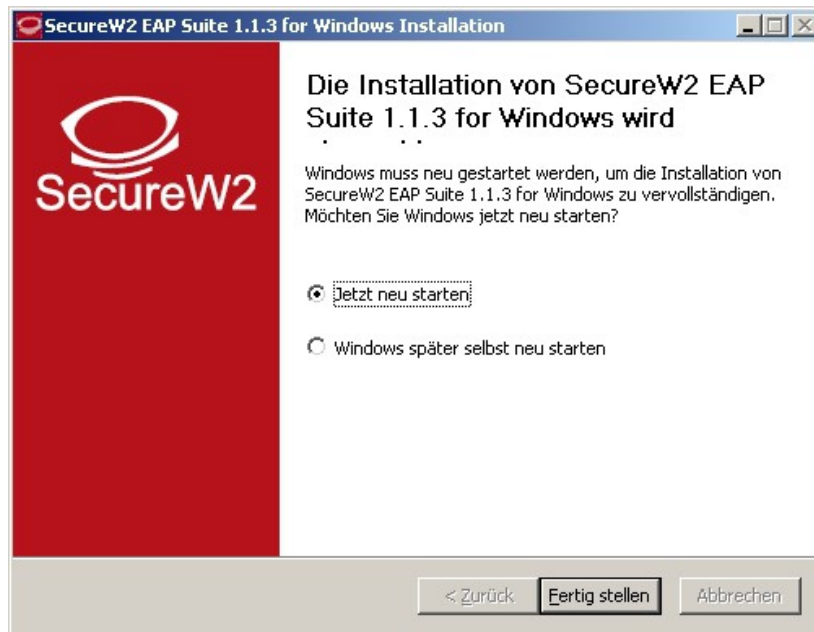 SecureW2 EAP Suite 1.1.3 for Windows Installation
SecureW2
Die Installation von SecureW2 EAP
Suite 1.1.3 for Windows wird
Windows muss neu gestartet werden, um die Installation von
SecureW2 EAP Suite 1.1.3 for Windows zu vervollständigen.
Möchten Sie Windows jetzt neu starten?
Jetzt neu starten
Windows später selbst neu starten
< Zurück
Fertig stellen
Abbrechen